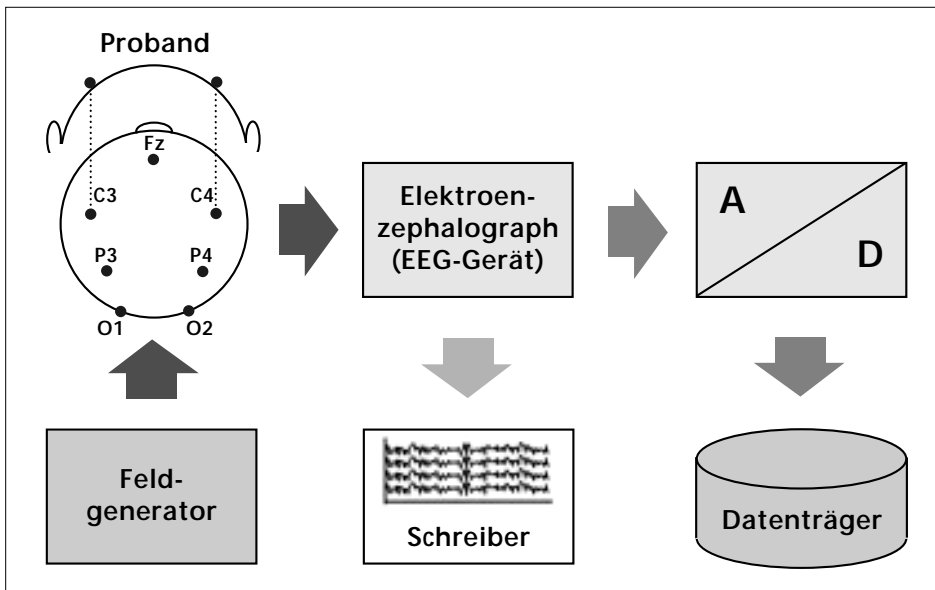 Proband
Fz
C3 C4
P3 P4
O1 O2
Elektroen-
zephalograph
(EEG-Gerät)
A
D
Feld-
generator
Schreiber
Datenträger